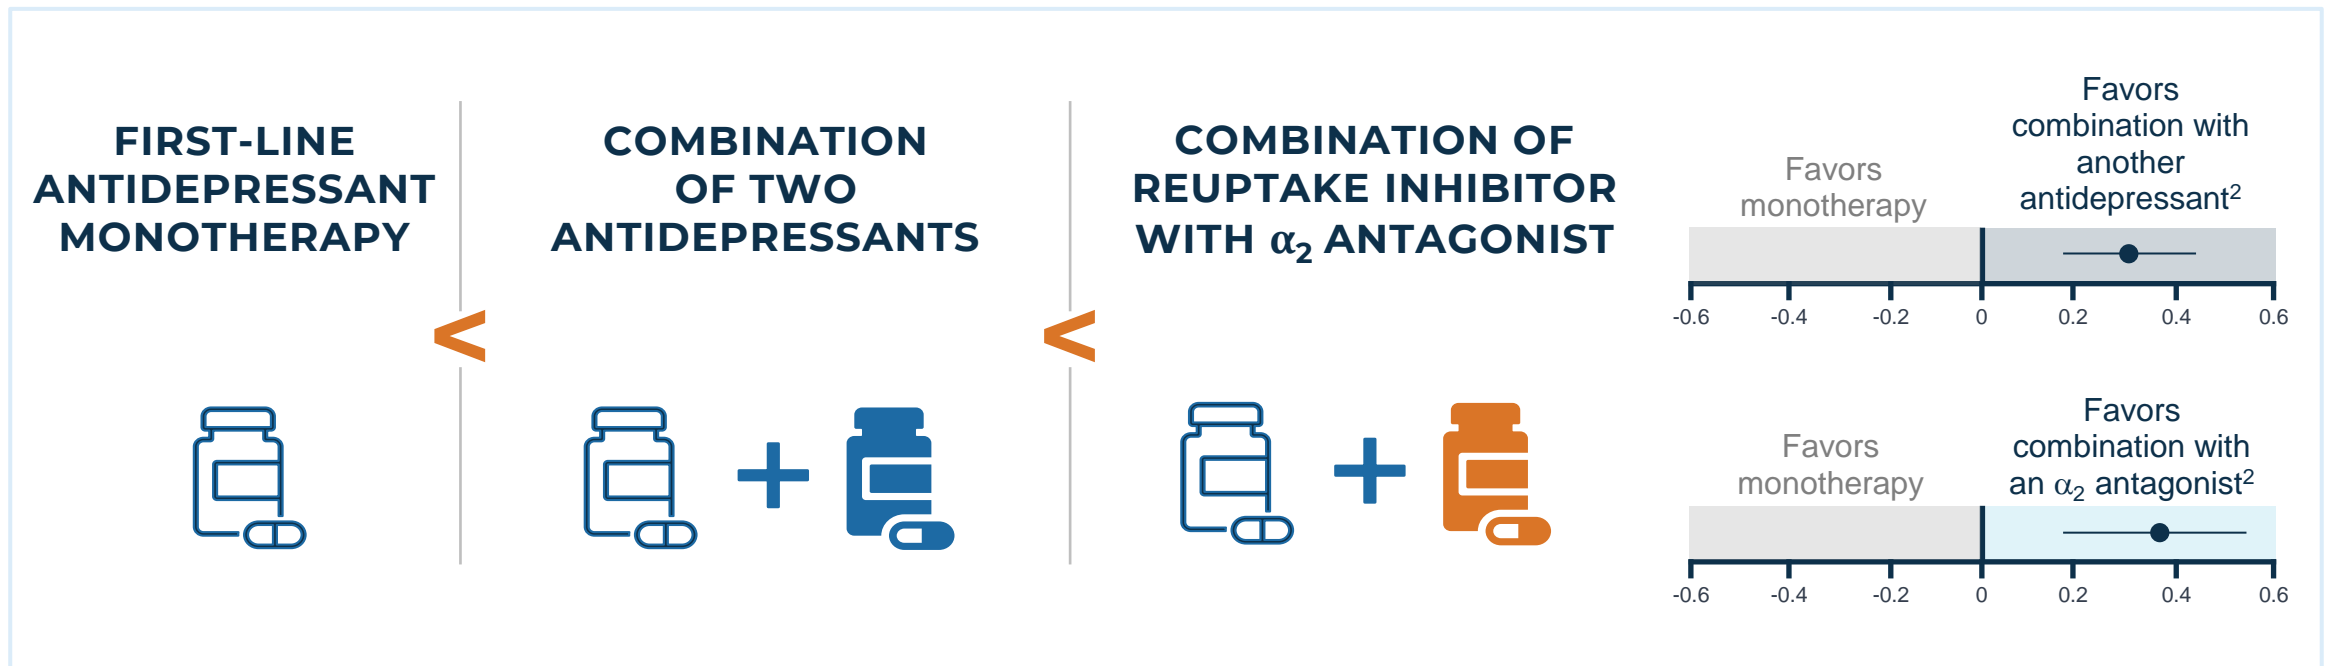 FIRST-LINE
ANTIDEPRESSANT
MONOTHERAPY
<
COMBINATION
OF TWO
ANTIDEPRESSANTS
<
COMBINATION OF
REUPTAKE INHIBITOR
WITH α₂ ANTAGONIST
Favors
monotherapy
Favors
combination with
another
antidepressant²
-0.6 -0.4 -0.2 0 0.2 0.4 0.6
Favors
monotherapy
Favors
combination with
an α₂ antagonist²
-0.6 -0.4 -0.2 0 0.2 0.4 0.6